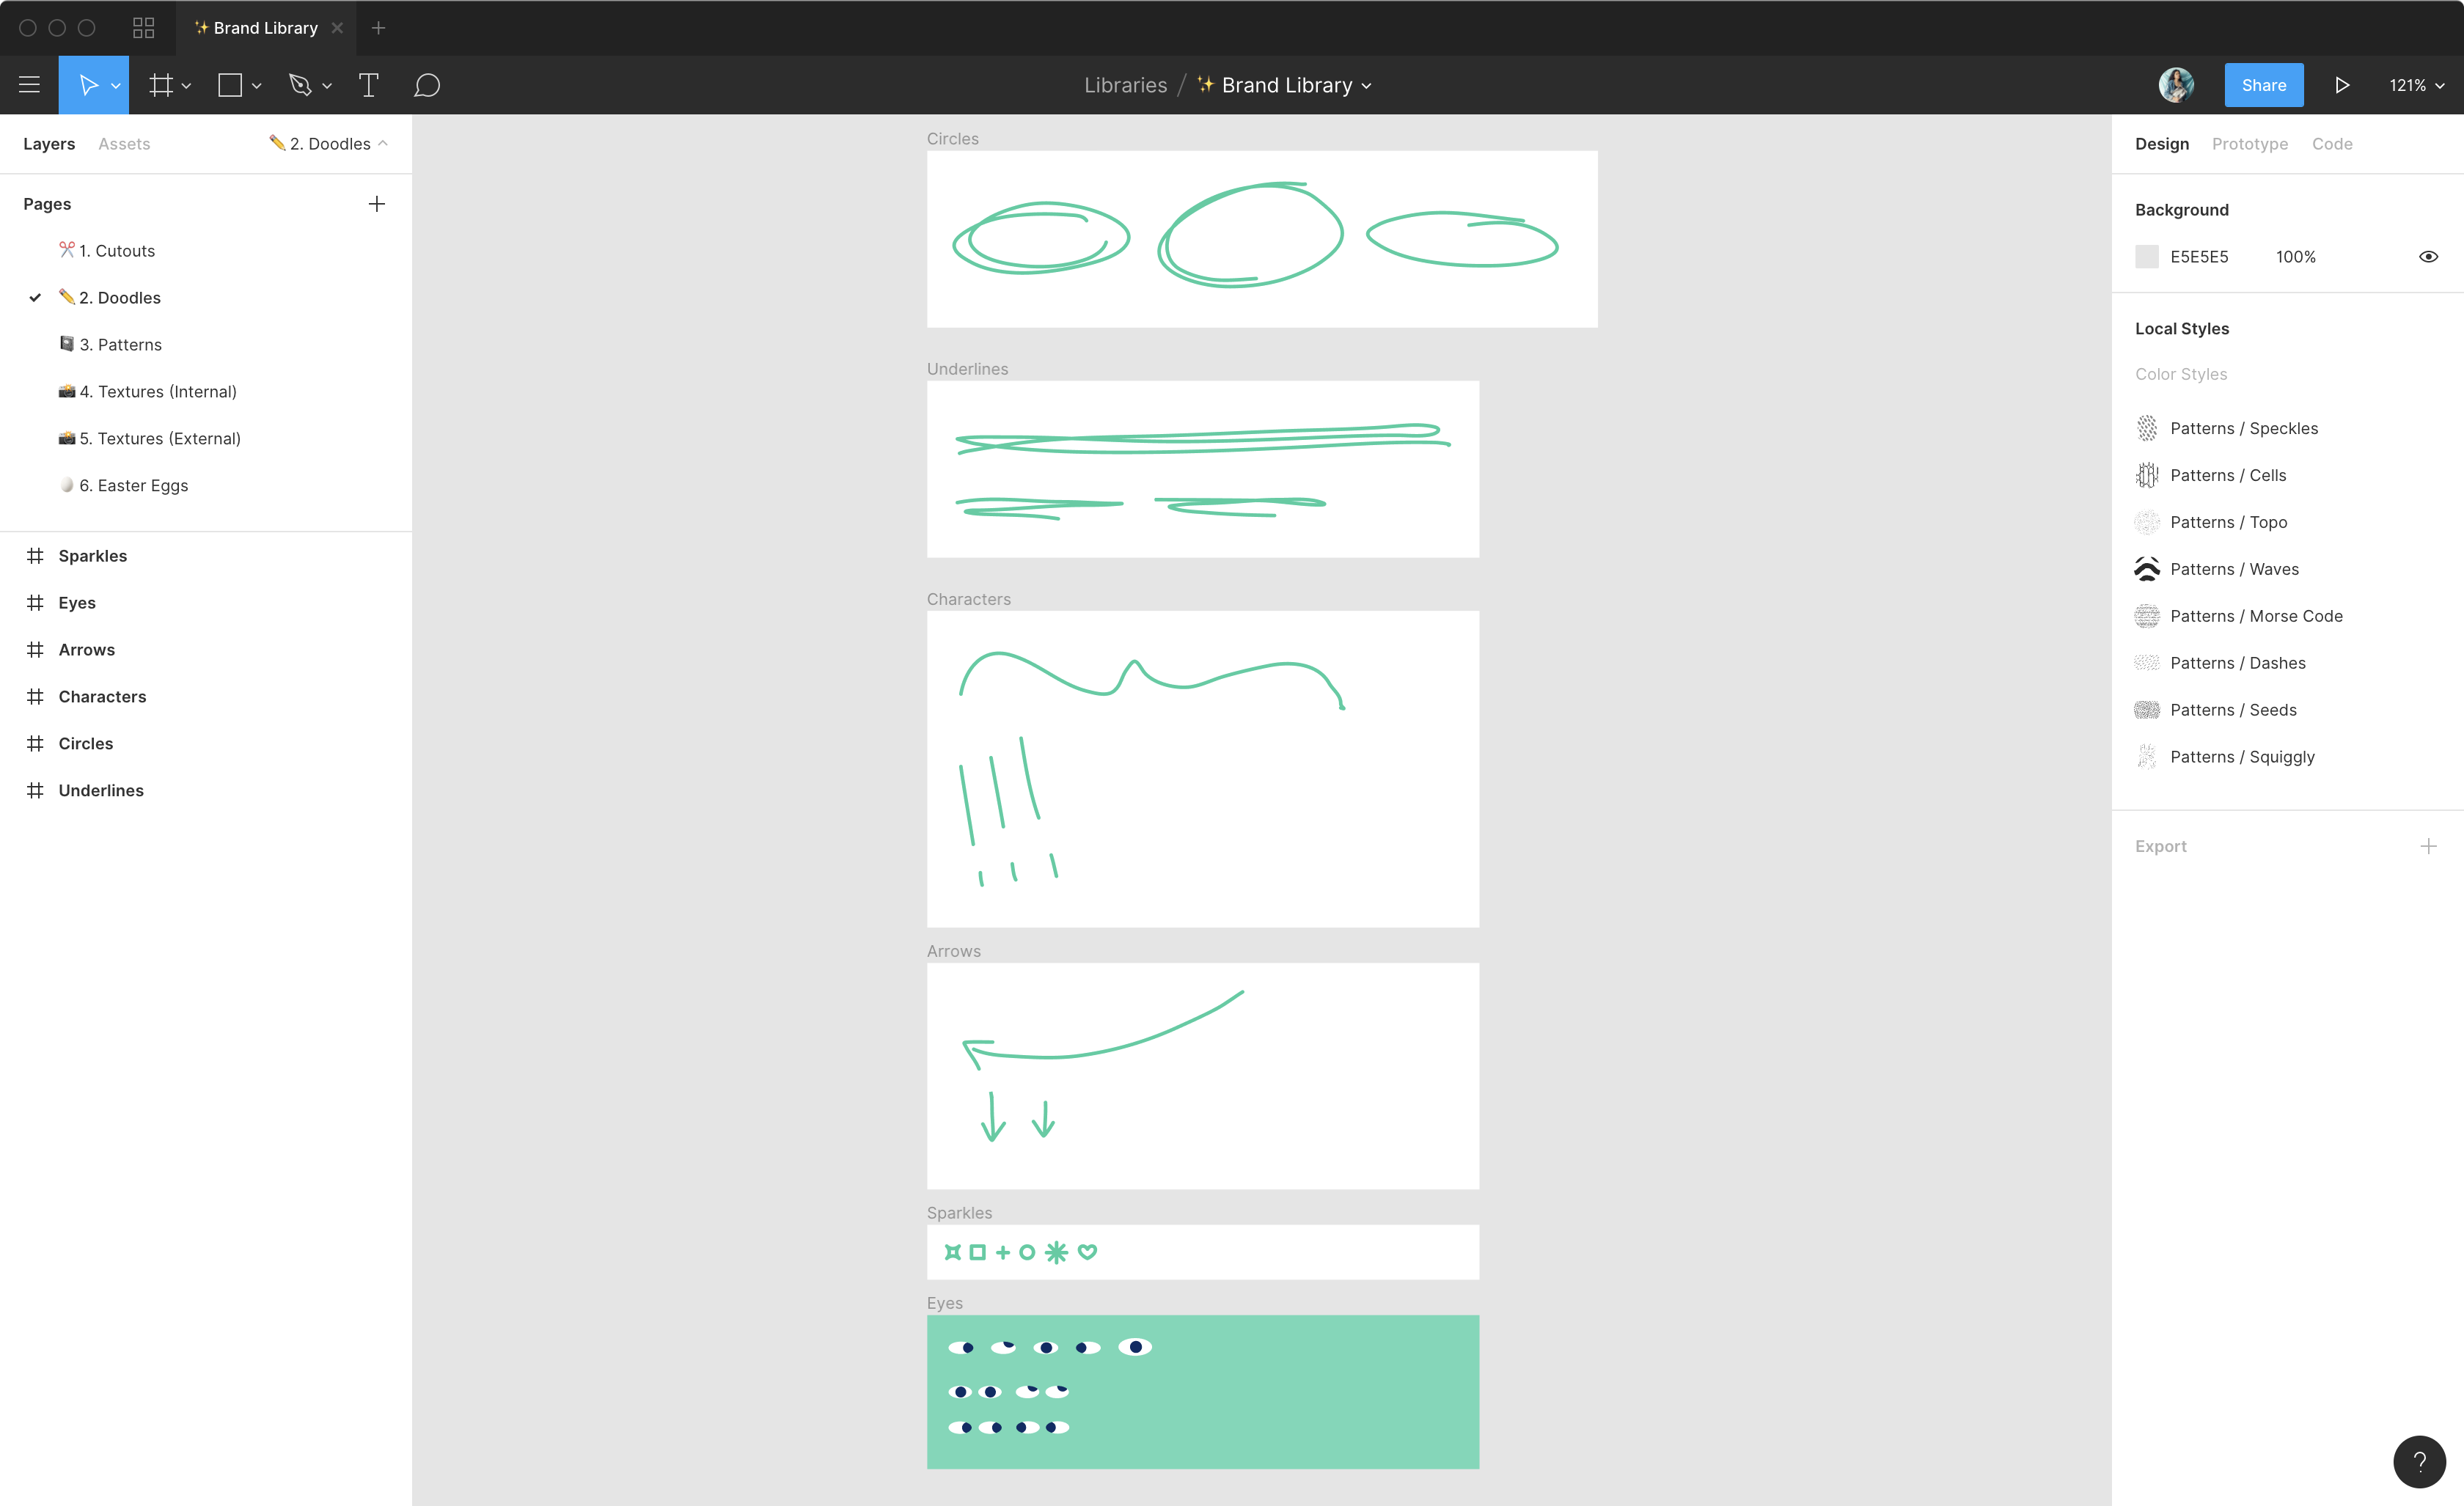 ✨ Brand Library
Libraries / ✨ Brand Library
Share
121%
Layers
Assets
✏️ 2. Doodles
Pages
✂️ 1. Cutouts
✏️ 2. Doodles
📓 3. Patterns
📸 4. Textures (Internal)
📸 5. Textures (External)
🥚 6. Easter Eggs
Sparkles
Eyes
Arrows
Characters
Circles
Underlines
Circles
Underlines
Characters
Arrows
Sparkles
Eyes
Design
Prototype
Code
Background
E5E5E5
100%
Local Styles
Color Styles
Patterns / Speckles
Patterns / Cells
Patterns / Topo
Patterns / Waves
Patterns / Morse Code
Patterns / Dashes
Patterns / Seeds
Patterns / Squiggly
Export
?